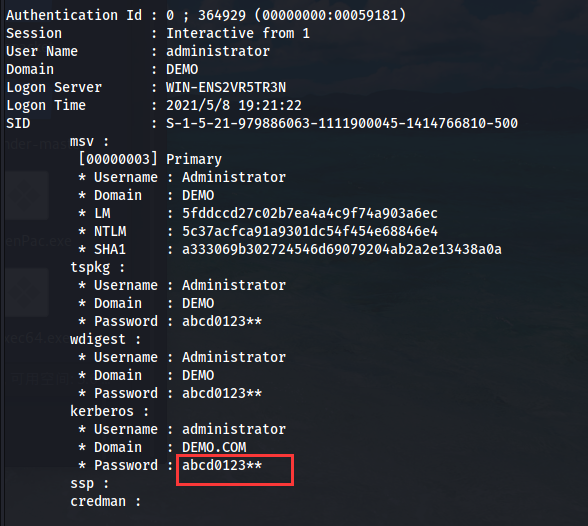 Authentication Id : 0 ; 364929 (00000000:00059181)
Session           : Interactive from 1
User Name         : administrator
Domain            : DEMO
Logon Server      : WIN-ENS2VR5TR3N
Logon Time        : 2021/5/8 19:21:22
SID               : S-1-5-21-979886063-1111900045-1414766810-500
        msv :
         [00000003] Primary
         * Username : Administrator
         * Domain   : DEMO
         * LM       : 5fddccd27c02b7ea4a4c9f74a903a6ec
         * NTLM     : 5c37acfca91a9301dc54f454e68846e4
         * SHA1     : a333069b302724546d69079204ab2a2e13438a0a
        tspkg :
         * Username : Administrator
         * Domain   : DEMO
         * Password : abcd0123**
        wdigest :
         * Username : Administrator
         * Domain   : DEMO
         * Password : abcd0123**
        kerberos :
         * Username : administrator
         * Domain   : DEMO.COM
         * Password : abcd0123**
        ssp :
        credman :